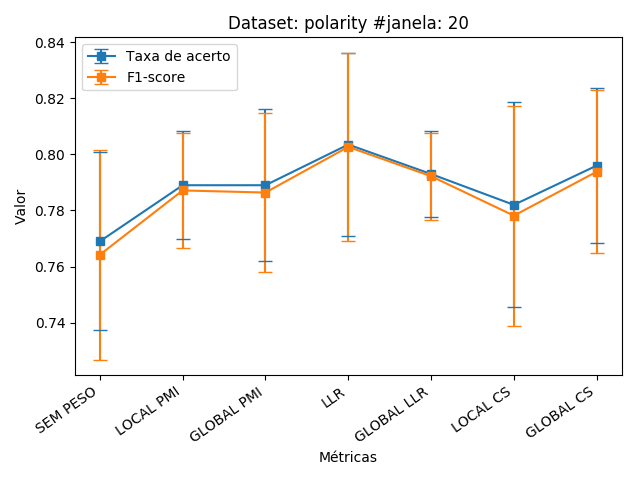 Dataset: polarity #janela: 20
Taxa de acerto
F1-score
Valor
0.84
0.82
0.80
0.78
0.76
0.74
SEM PESO
LOCAL PMI
GLOBAL PMI
LLR
GLOBAL LLR
LOCAL CS
GLOBAL CS
Métricas